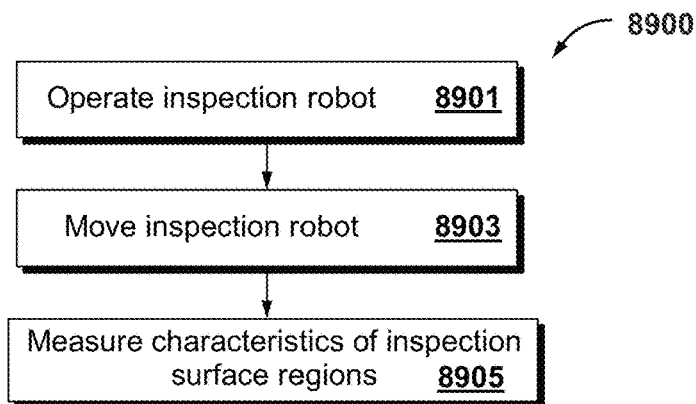 8900
Operate inspection robot 8901
Move inspection robot 8903
Measure characteristics of inspection
surface regions 8905